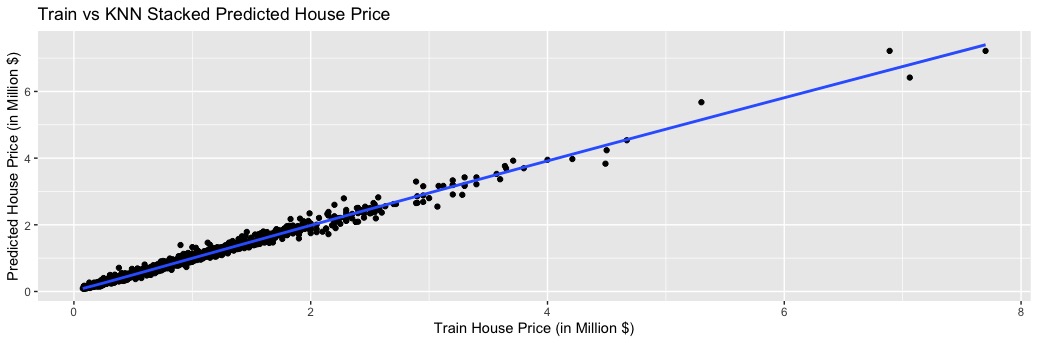 Train vs KNN Stacked Predicted House Price
Predicted House Price (in Million $)
6
4
2
0
0 2 4 6 8
Train House Price (in Million $)